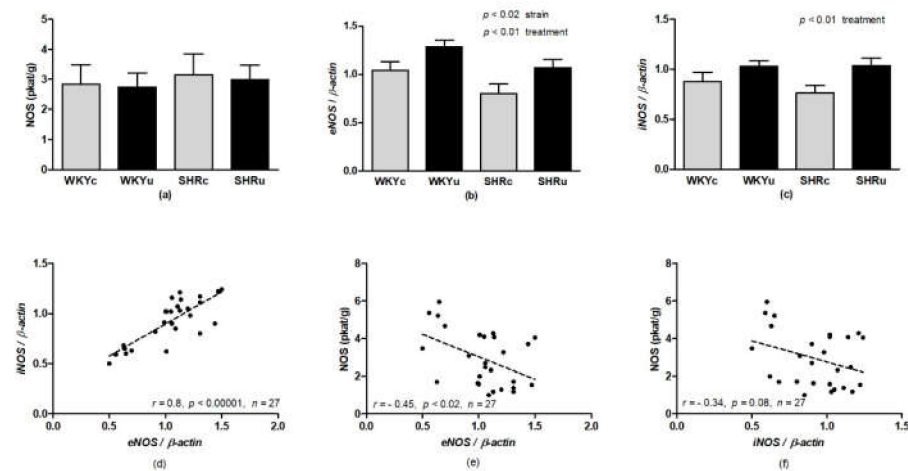 NOS (pkat/g)
5
4
3
2
1
0
WKYc WKYu SHRc SHRu
(a)
p < 0.02 strain
p < 0.01 treatment
eNOS / β-actin
1.5
1.0
0.5
0.0
WKYc WKYu SHRc SHRu
(b)
p < 0.01 treatment
iNOS / β-actin
1.5
1.0
0.5
0.0
WKYc WKYu SHRc SHRu
(c)
iNOS / β-actin
1.5
1.0
0.5
0.0
r = 0.8, p < 0.00001, n = 27
0.0 0.5 1.0 1.5 2.0
eNOS / β-actin
(d)
NOS (pkat/g)
8
6
4
2
0
r = - 0.45, p < 0.02, n = 27
0.0 0.5 1.0 1.5 2.0
eNOS / β-actin
(e)
NOS (pkat/g)
8
6
4
2
0
r = - 0.34, p = 0.08, n = 27
0.0 0.5 1.0 1.5
iNOS / β-actin
(f)